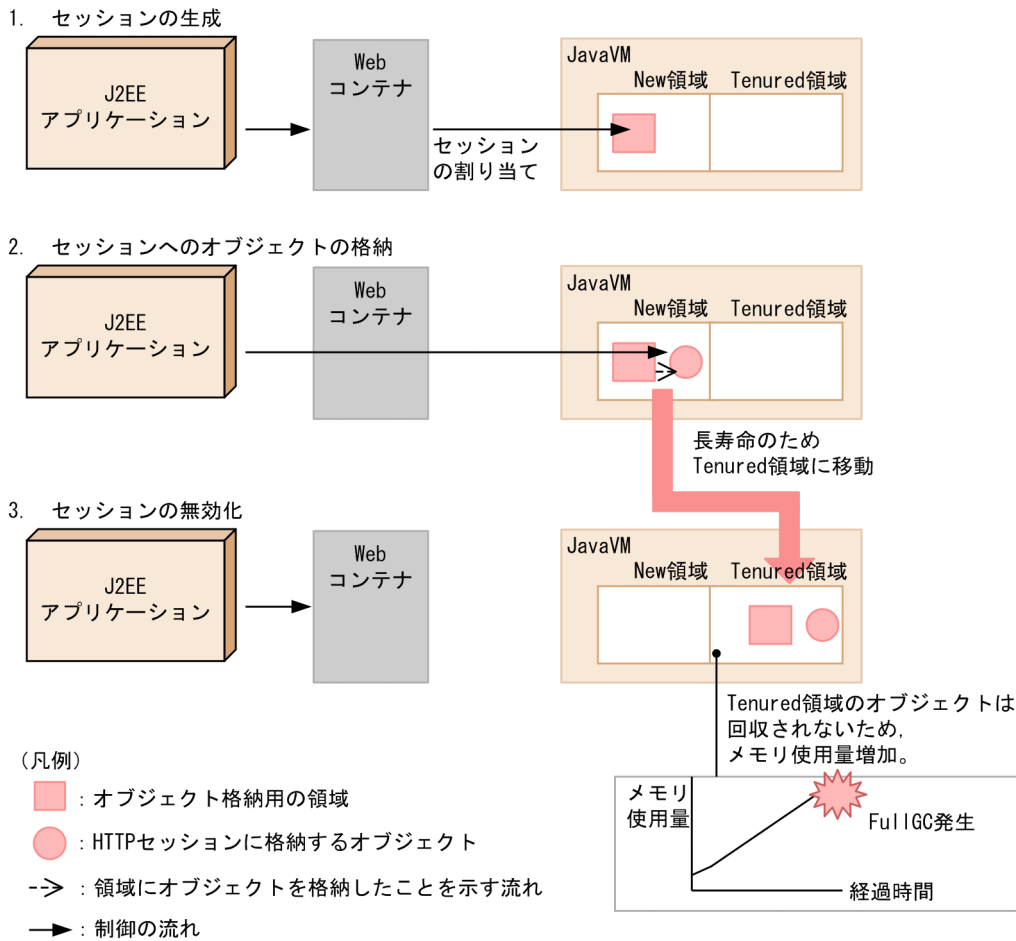 1. セッションの生成
J2EE
アプリケーション
Web
コンテナ
セッション
の割り当て
JavaVM
New領域 Tenured領域
2. セッションへのオブジェクトの格納
J2EE
アプリケーション
Web
コンテナ
JavaVM
New領域 Tenured領域
長寿命のため
Tenured領域に移動
3. セッションの無効化
J2EE
アプリケーション
Web
コンテナ
JavaVM
New領域 Tenured領域
Tenured領域のオブジェクトは
回収されないため,
メモリ使用量増加。
メモリ
使用量
FullGC発生
経過時間
(凡例)
:オブジェクト格納用の領域
:HTTPセッションに格納するオブジェクト
:領域にオブジェクトを格納したことを示す流れ
:制御の流れ